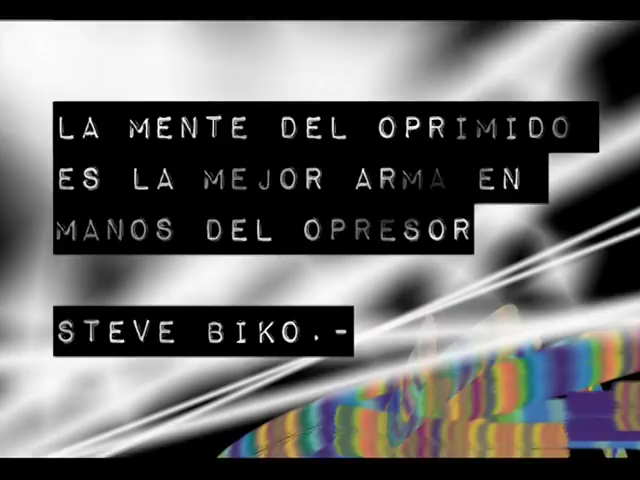 LA MENTE DEL OPRIMIDO
ES LA MEJOR ARMA EN
MANOS DEL OPRESOR
STEVE BIKO.-